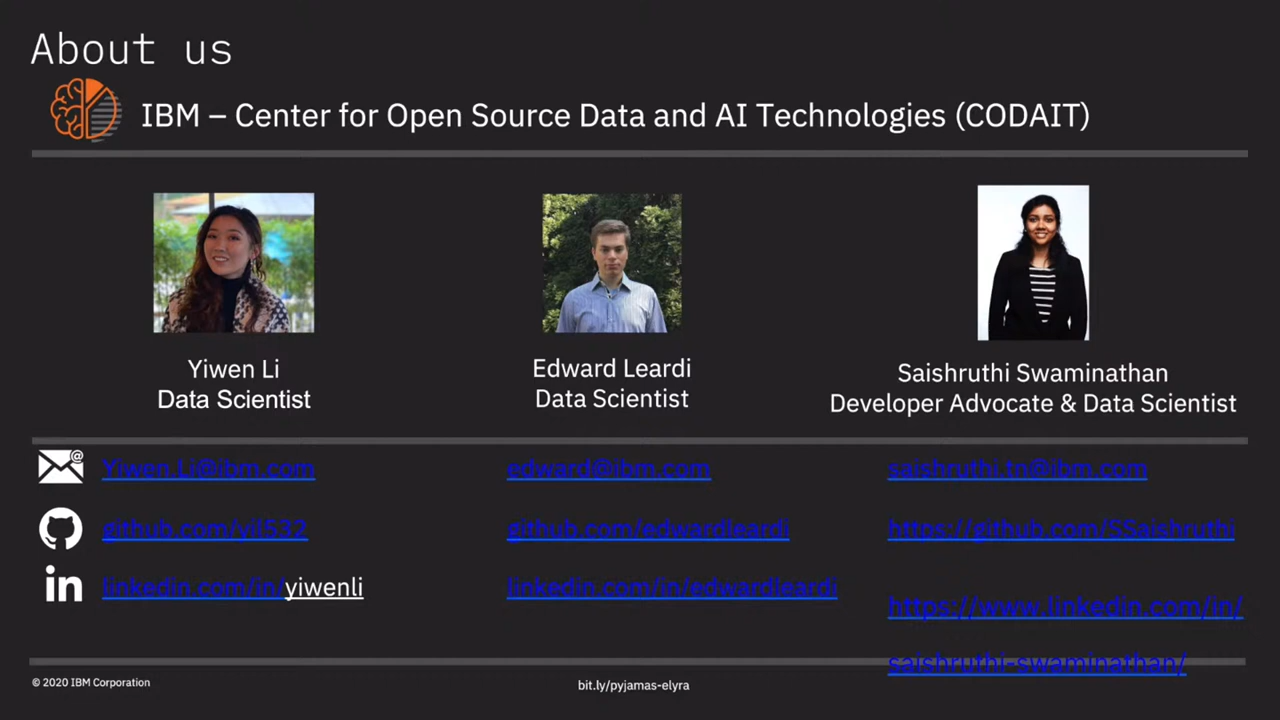 About us
IBM – Center for Open Source Data and AI Technologies (CODAIT)
Yiwen Li
Data Scientist
Edward Leardi
Data Scientist
Saishruthi Swaminathan
Developer Advocate & Data Scientist
Yiwen.Li@ibm.com
edward@ibm.com
saishruthi.tn@ibm.com
github.com/yil532
github.com/edwardleardi
https://github.com/SSaishruthi
linkedin.com/in/yiwenli
linkedin.com/in/edwardleardi
https://www.linkedin.com/in/
saishruthi-swaminathan/
© 2020 IBM Corporation
bit.ly/pyjamas-elyra